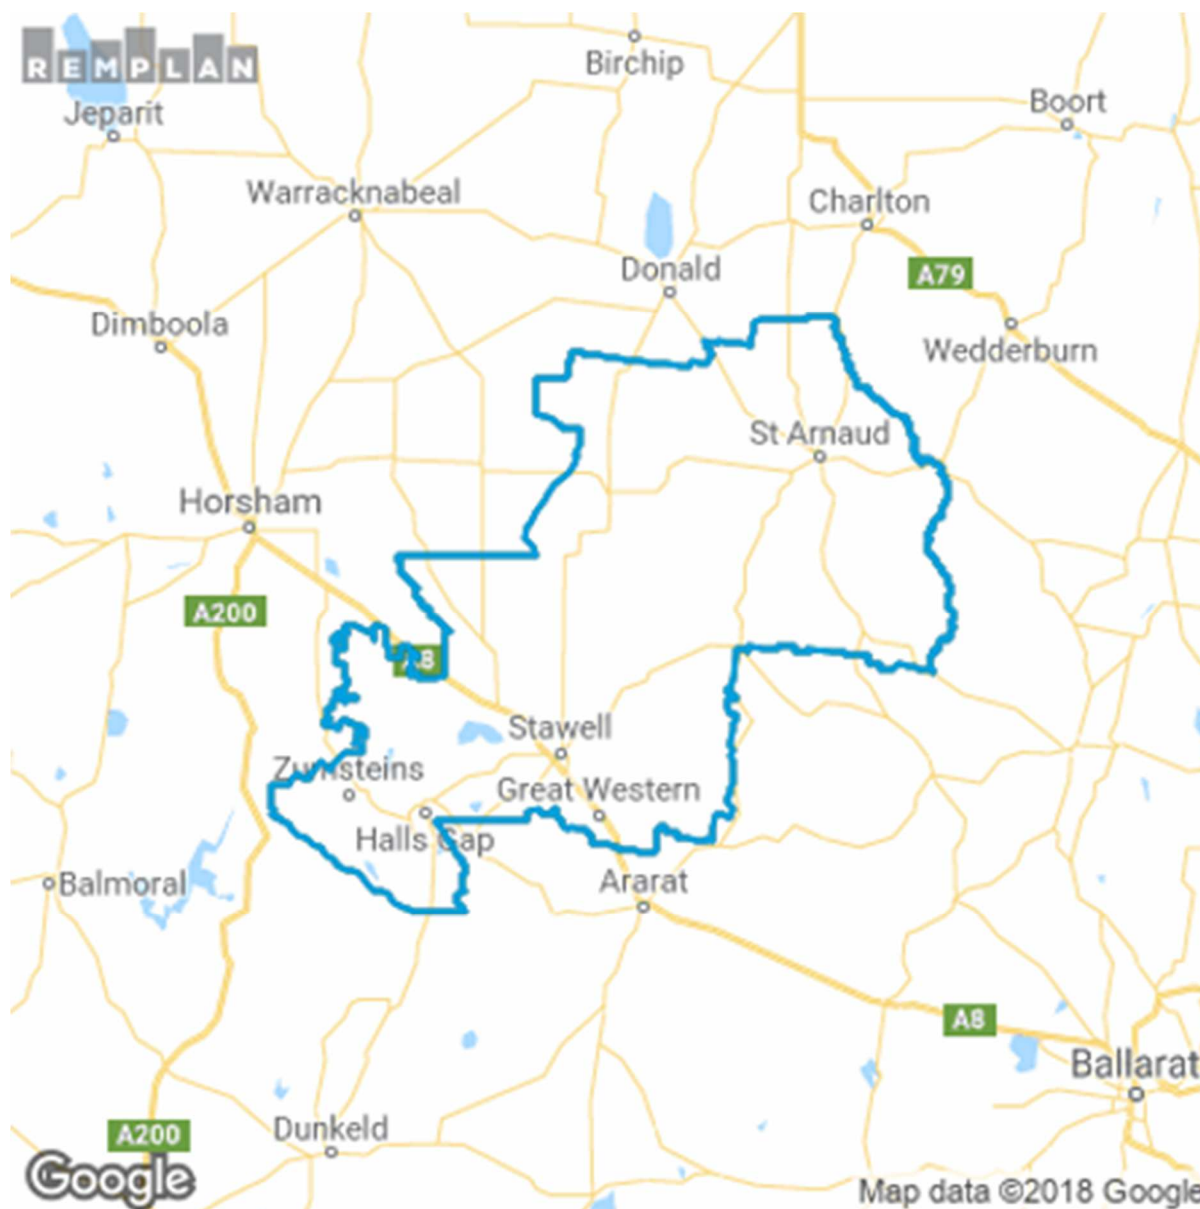 REMPLAN
Birchip
Jeparit
Boort
Warracknabeal
Charlton
Donald
A79
Dimboola
Wedderburn
St Arnaud
Horsham
A200
A8
Stawell
Zumsteins
Great Western
Halls Gap
Balmoral
Ararat
A8
Ballarat
Dunkeld
A200
Google
Map data ©2018 Google